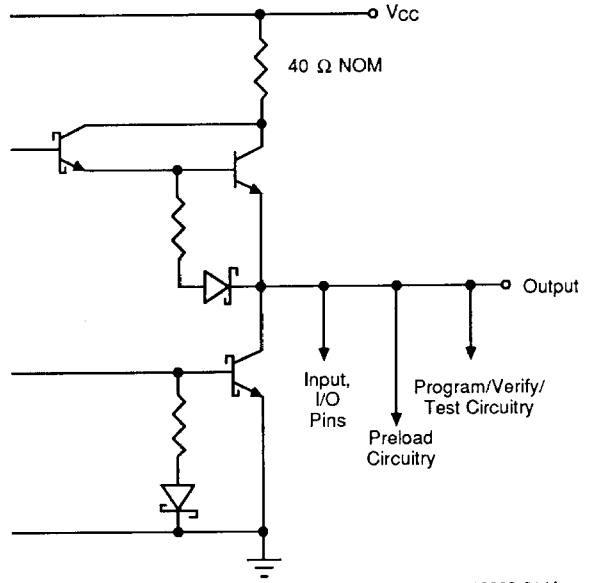 Vcc
40 Ω NOM
Output
Input,
I/O
Pins
Program/Verify/
Test Circuitry
Preload
Circuitry